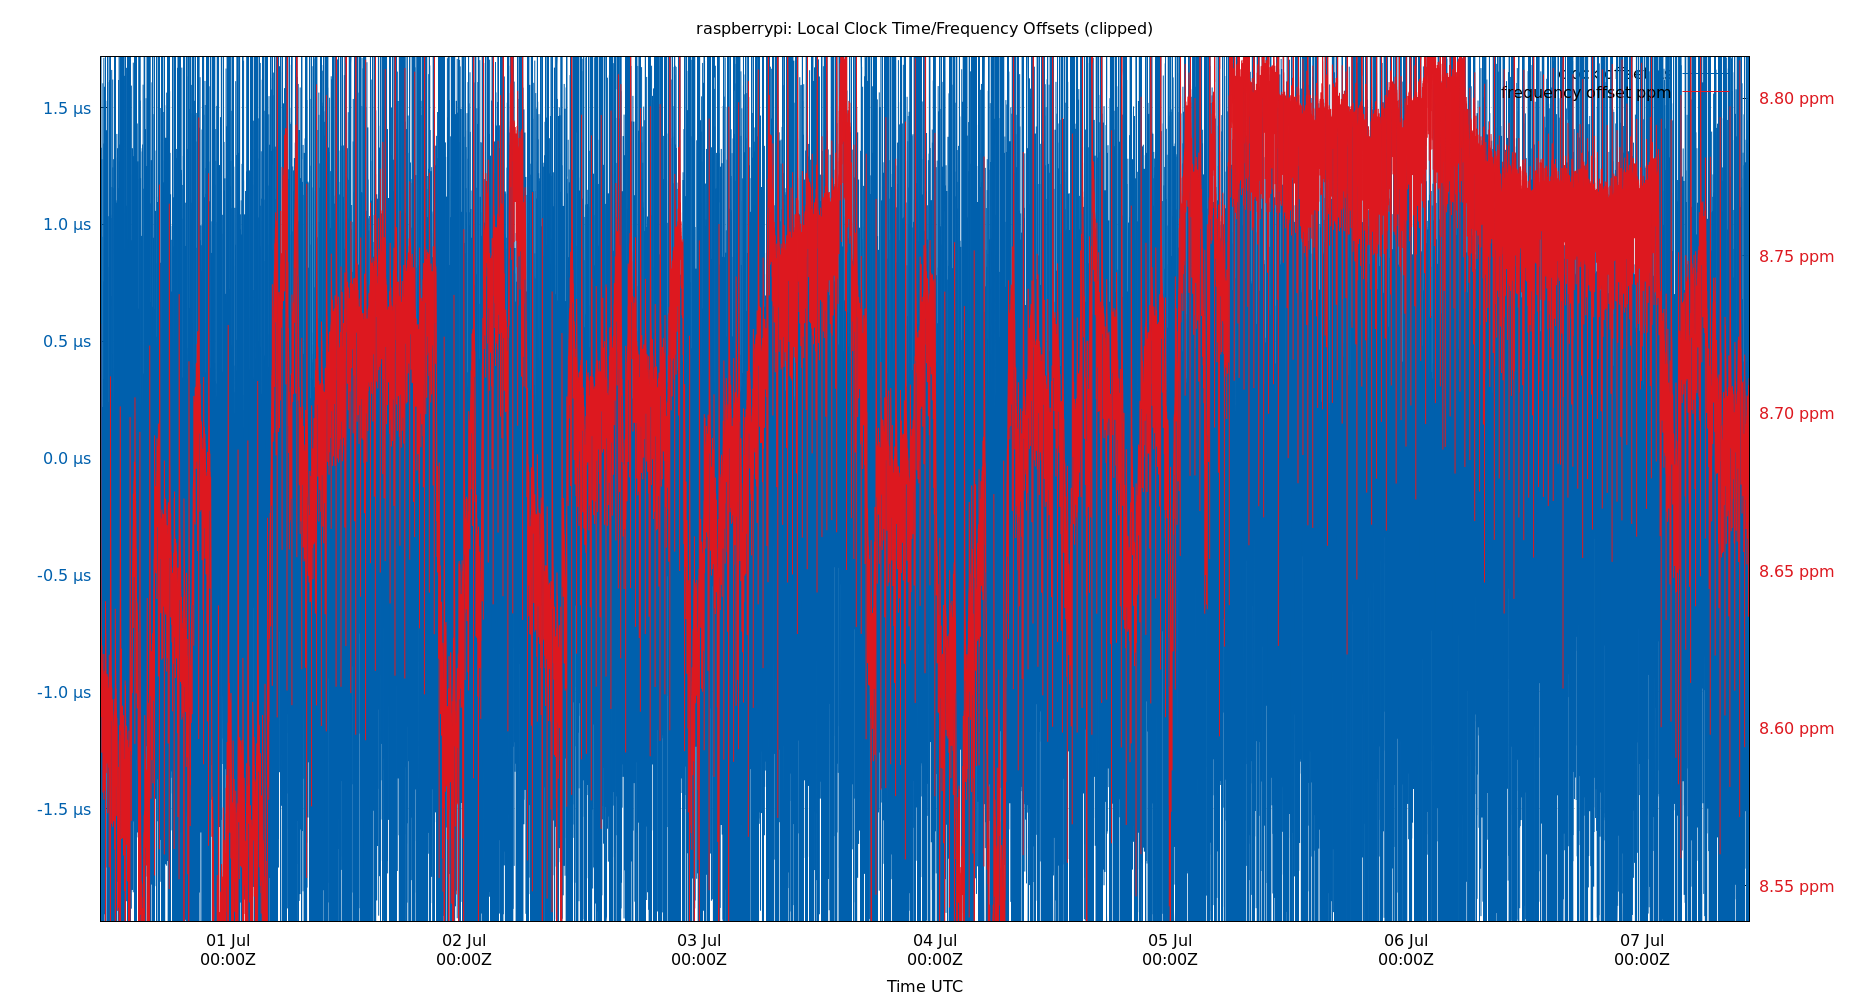 raspberrypi: Local Clock Time/Frequency Offsets (clipped)
frequency offset ppm
1.5 µs
1.0 µs
0.5 µs
0.0 µs
-0.5 µs
-1.0 µs
-1.5 µs
8.80 ppm
8.75 ppm
8.70 ppm
8.65 ppm
8.60 ppm
8.55 ppm
01 Jul
00:00Z
02 Jul
00:00Z
03 Jul
00:00Z
04 Jul
00:00Z
05 Jul
00:00Z
06 Jul
00:00Z
07 Jul
00:00Z
Time UTC